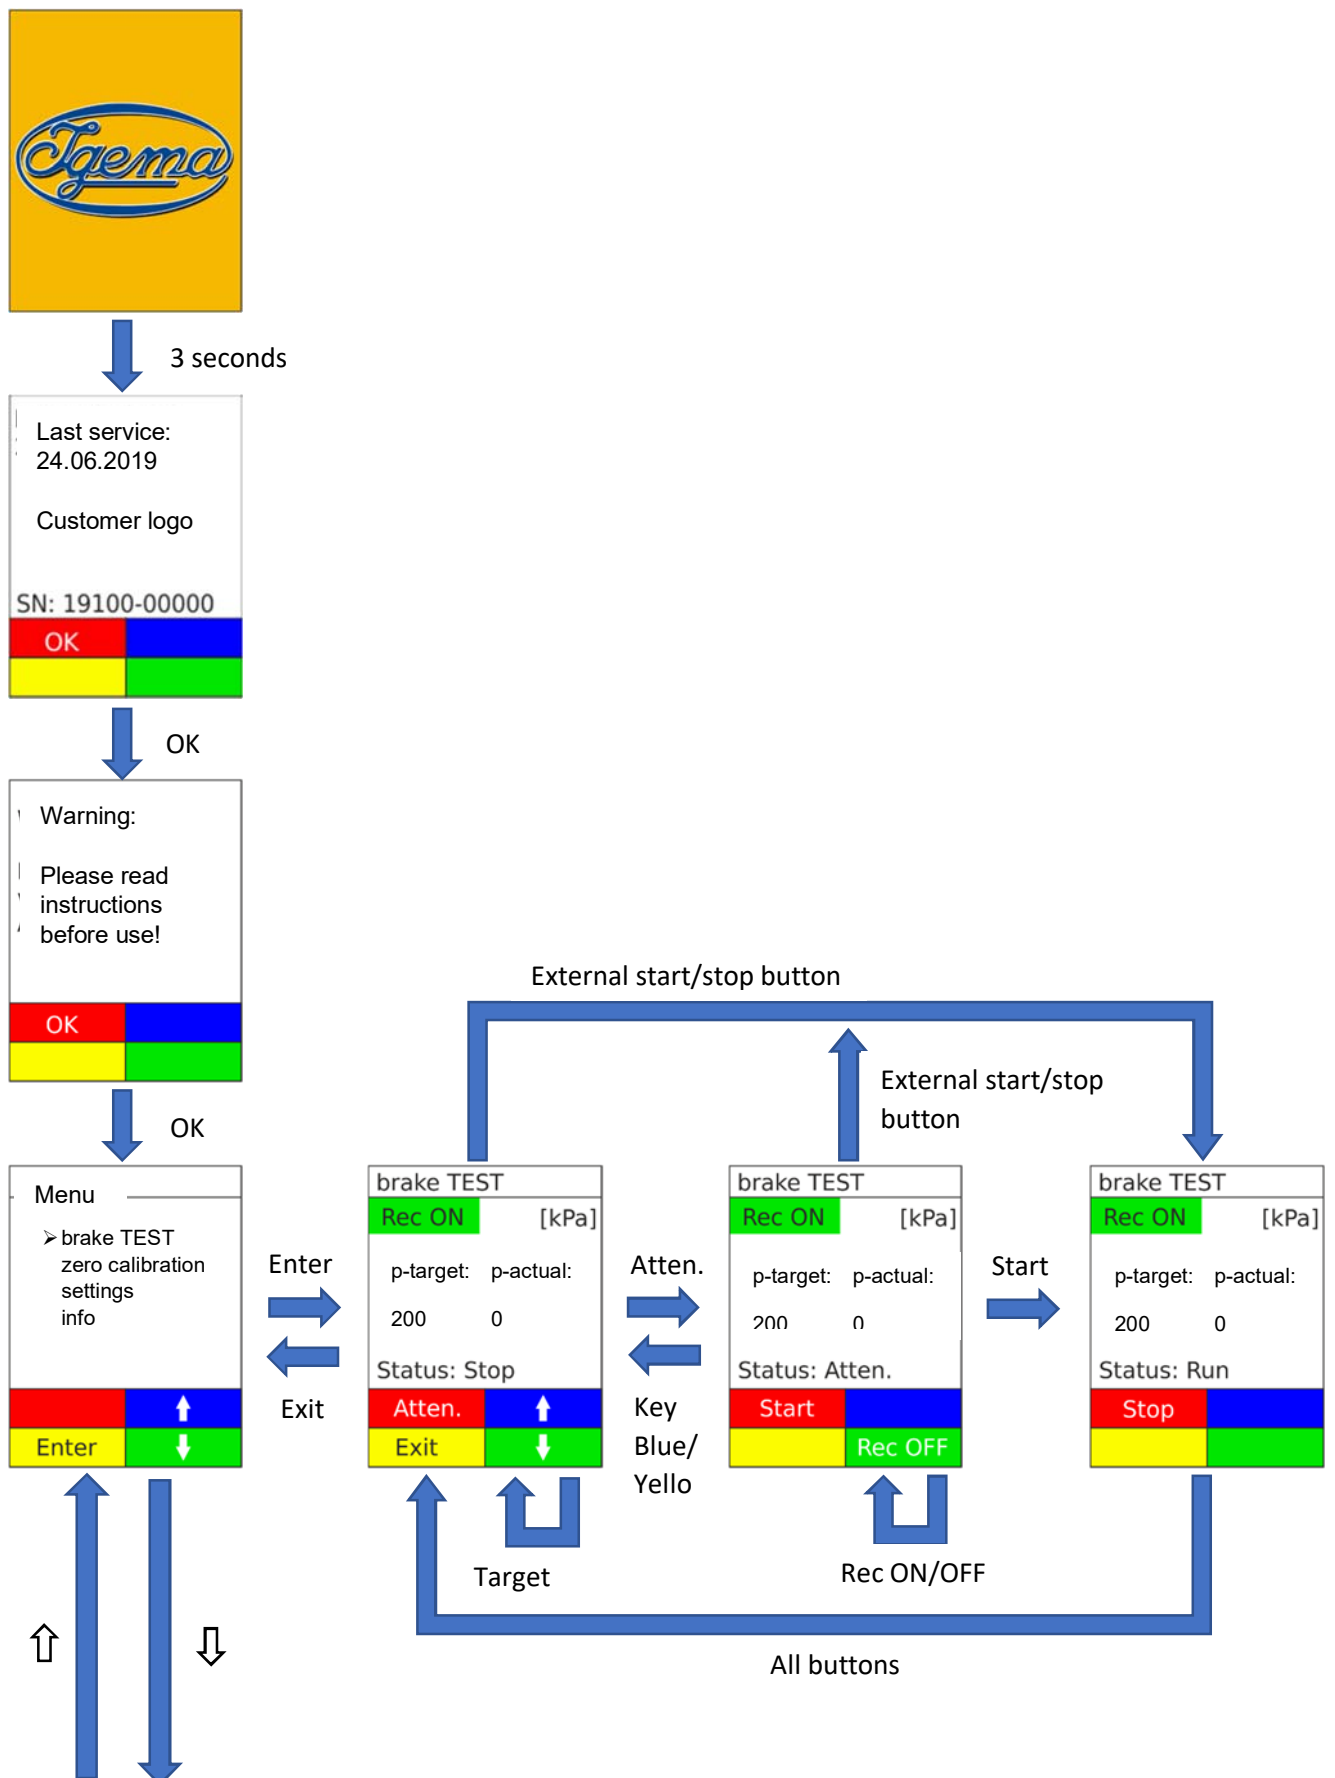 Jgema
3 seconds
Last service:
24.06.2019
Customer logo
SN: 19100-00000
OK
OK
Warning:
Please read
instructions
before use!
OK
OK
Menu
➢ brake TEST
zero calibration
settings
info
Enter
Enter
Exit
External start/stop button
External start/stop
button
brake TEST
Rec ON [kPa]
p-target: p-actual:
200 0
Status: Stop
Atten.
Exit
Target
Atten.
Key
Blue/
Yello
brake TEST
Rec ON [kPa]
p-target: p-actual:
200 0
Status: Atten.
Start
Rec OFF
Rec ON/OFF
Start
brake TEST
Rec ON [kPa]
p-target: p-actual:
200 0
Status: Run
Stop
All buttons